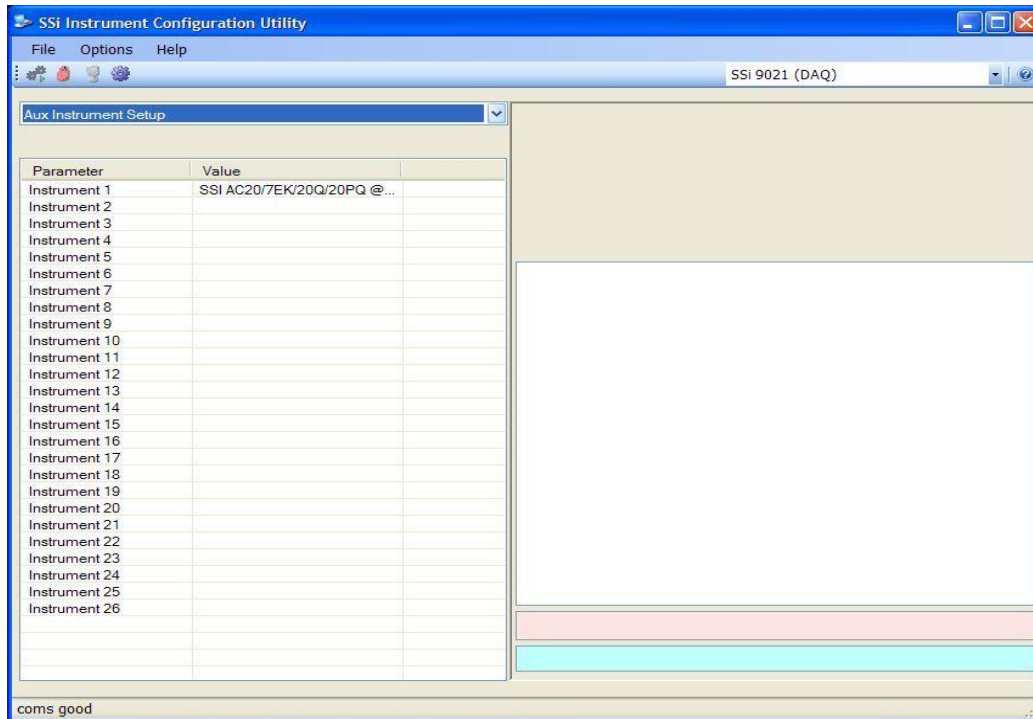 SSi Instrument Configuration Utility
File Options Help
SSi 9021 (DAQ)
Aux Instrument Setup
Parameter Value
Instrument 1 SSI AC20/7EK/20Q/20PQ @...
Instrument 2
Instrument 3
Instrument 4
Instrument 5
Instrument 6
Instrument 7
Instrument 8
Instrument 9
Instrument 10
Instrument 11
Instrument 12
Instrument 13
Instrument 14
Instrument 15
Instrument 16
Instrument 17
Instrument 18
Instrument 19
Instrument 20
Instrument 21
Instrument 22
Instrument 23
Instrument 24
Instrument 25
Instrument 26
coms good